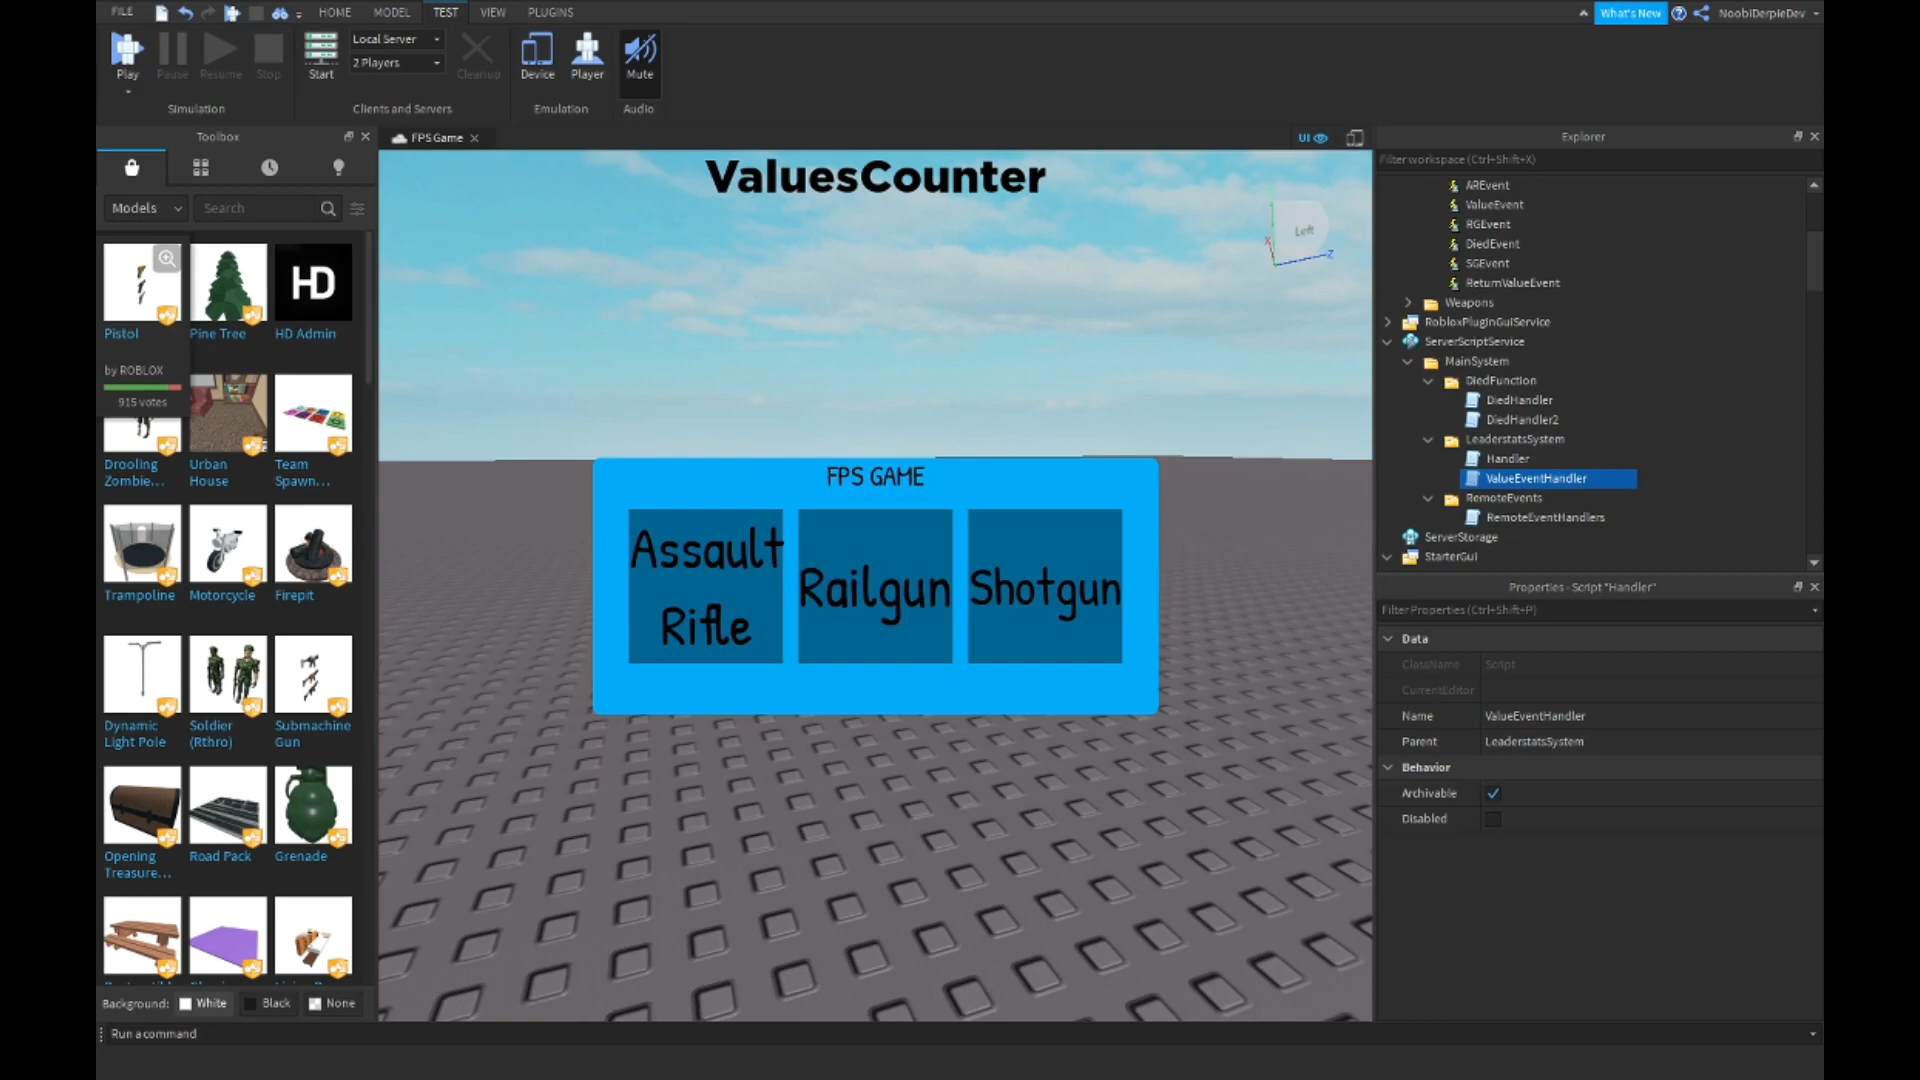 FILE
HOME
MODEL
TEST
VIEW
PLUGINS
What's New
NoobiDerpieDev
Play
Pause
Resume
Stop
Simulation
Start
Local Server
2 Players
Cleanup
Clients and Servers
Device
Player
Emulation
Mute
Audio
Toolbox
Models
Search
Pistol
Pine Tree
HD
HD Admin
by ROBLOX
915 votes
Drooling
Zombie...
Urban
House
Team
Spawn...
Trampoline
Motorcycle
Firepit
Dynamic
Light Pole
Soldier
(Rthro)
Submachine
Gun
Opening
Treasure...
Road Pack
Grenade
Background:
White
Black
None
Run a command
FPS Game
UI
ValuesCounter
Left
X
Z
FPS GAME
Assault
Rifle
Railgun
Shotgun
Explorer
Filter workspace (Ctrl+Shift+X)
AREvent
ValueEvent
RGEvent
DiedEvent
SGEvent
ReturnValueEvent
Weapons
RobloxPluginGuiService
ServerScriptService
MainSystem
DiedFunction
DiedHandler
DiedHandler2
LeaderstatsSystem
Handler
ValueEventHandler
RemoteEvents
RemoteEventHandlers
ServerStorage
StarterGui
Properties - Script "Handler"
Filter Properties (Ctrl+Shift+P)
Data
ClassName
Script
CurrentEditor
Name
ValueEventHandler
Parent
LeaderstatsSystem
Behavior
Archivable
Disabled